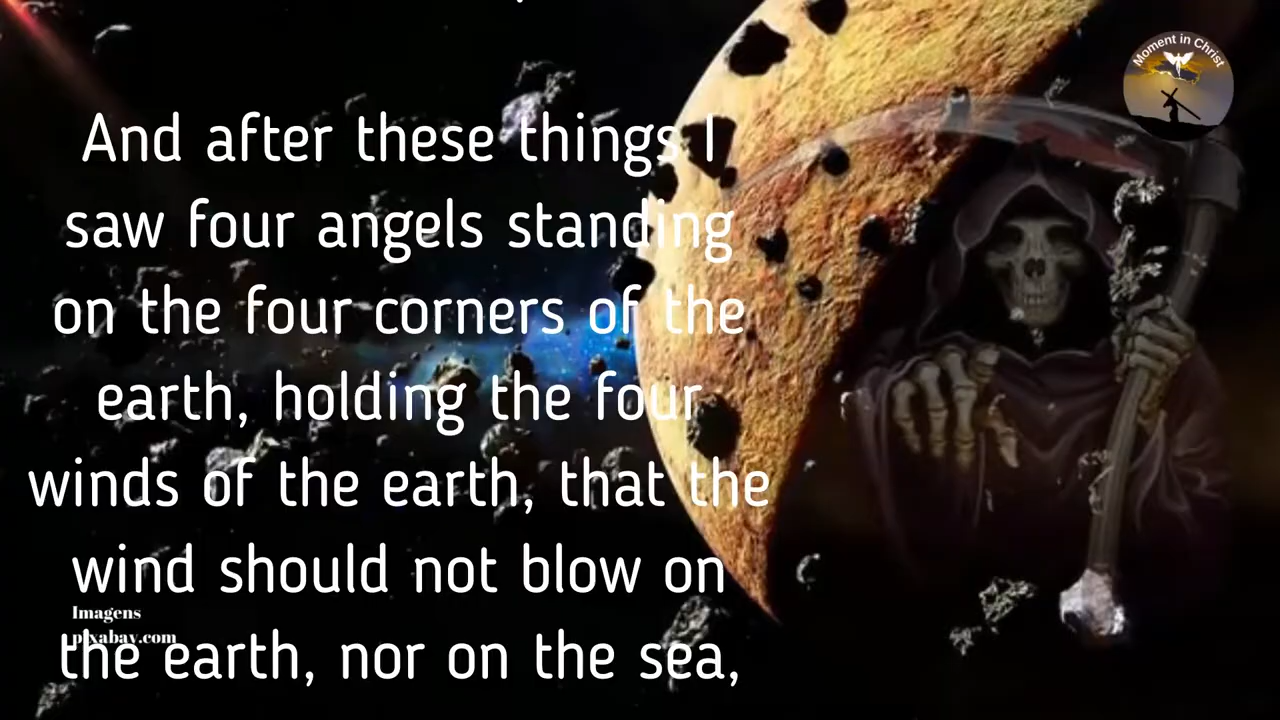 Moment in Christ
And after these things I
saw four angels standing
on the four corners of the
earth, holding the four
winds of the earth, that the
wind should not blow on
Imagens
pixabay.com
the earth, nor on the sea,